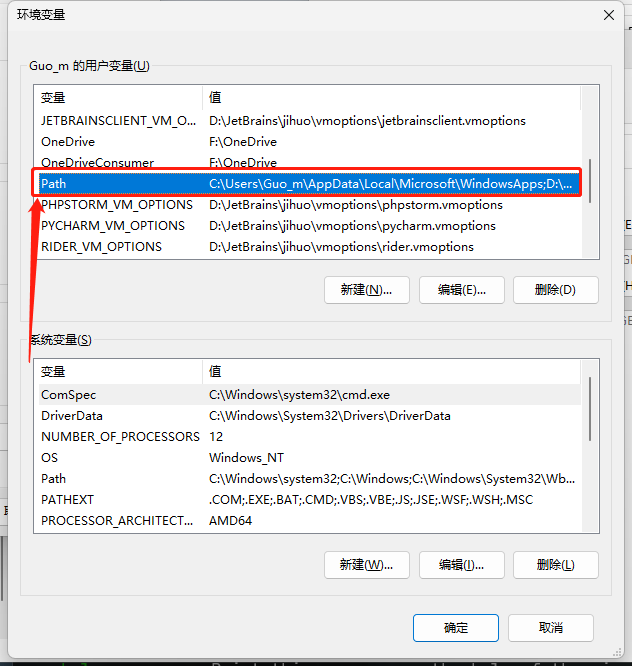 环境变量
Guo_m 的用户变量(U)
变量 值
JETBRAINSCLIENT_VM_O... D:\JetBrains\jihuo\vmoptions\jetbrainsclient.vmoptions
OneDrive F:\OneDrive
OneDriveConsumer F:\OneDrive
Path C:\Users\Guo_m\AppData\Local\Microsoft\WindowsApps;D:\...
PHPSTORM_VM_OPTIONS D:\JetBrains\jihuo\vmoptions\phpstorm.vmoptions
PYCHARM_VM_OPTIONS D:\JetBrains\jihuo\vmoptions\pycharm.vmoptions
RIDER_VM_OPTIONS D:\JetBrains\jihuo\vmoptions\rider.vmoptions
新建(N)... 编辑(E)... 删除(D)
系统变量(S)
变量 值
ComSpec C:\Windows\system32\cmd.exe
DriverData C:\Windows\System32\Drivers\DriverData
NUMBER_OF_PROCESSORS 12
OS Windows_NT
Path C:\Windows\system32;C:\Windows;C:\Windows\System32\Wb...
PATHEXT .COM;.EXE;.BAT;.CMD;.VBS;.VBE;.JS;.JSE;.WSF;.WSH;.MSC
PROCESSOR_ARCHITECT... AMD64
新建(W)... 编辑(I)... 删除(L)
确定 取消